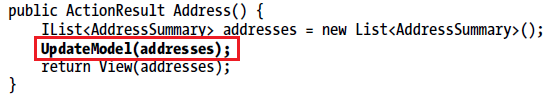 public ActionResult Address() {
IList<AddressSummary> addresses = new List<AddressSummary>();
UpdateModel(addresses);
return View(addresses);
}